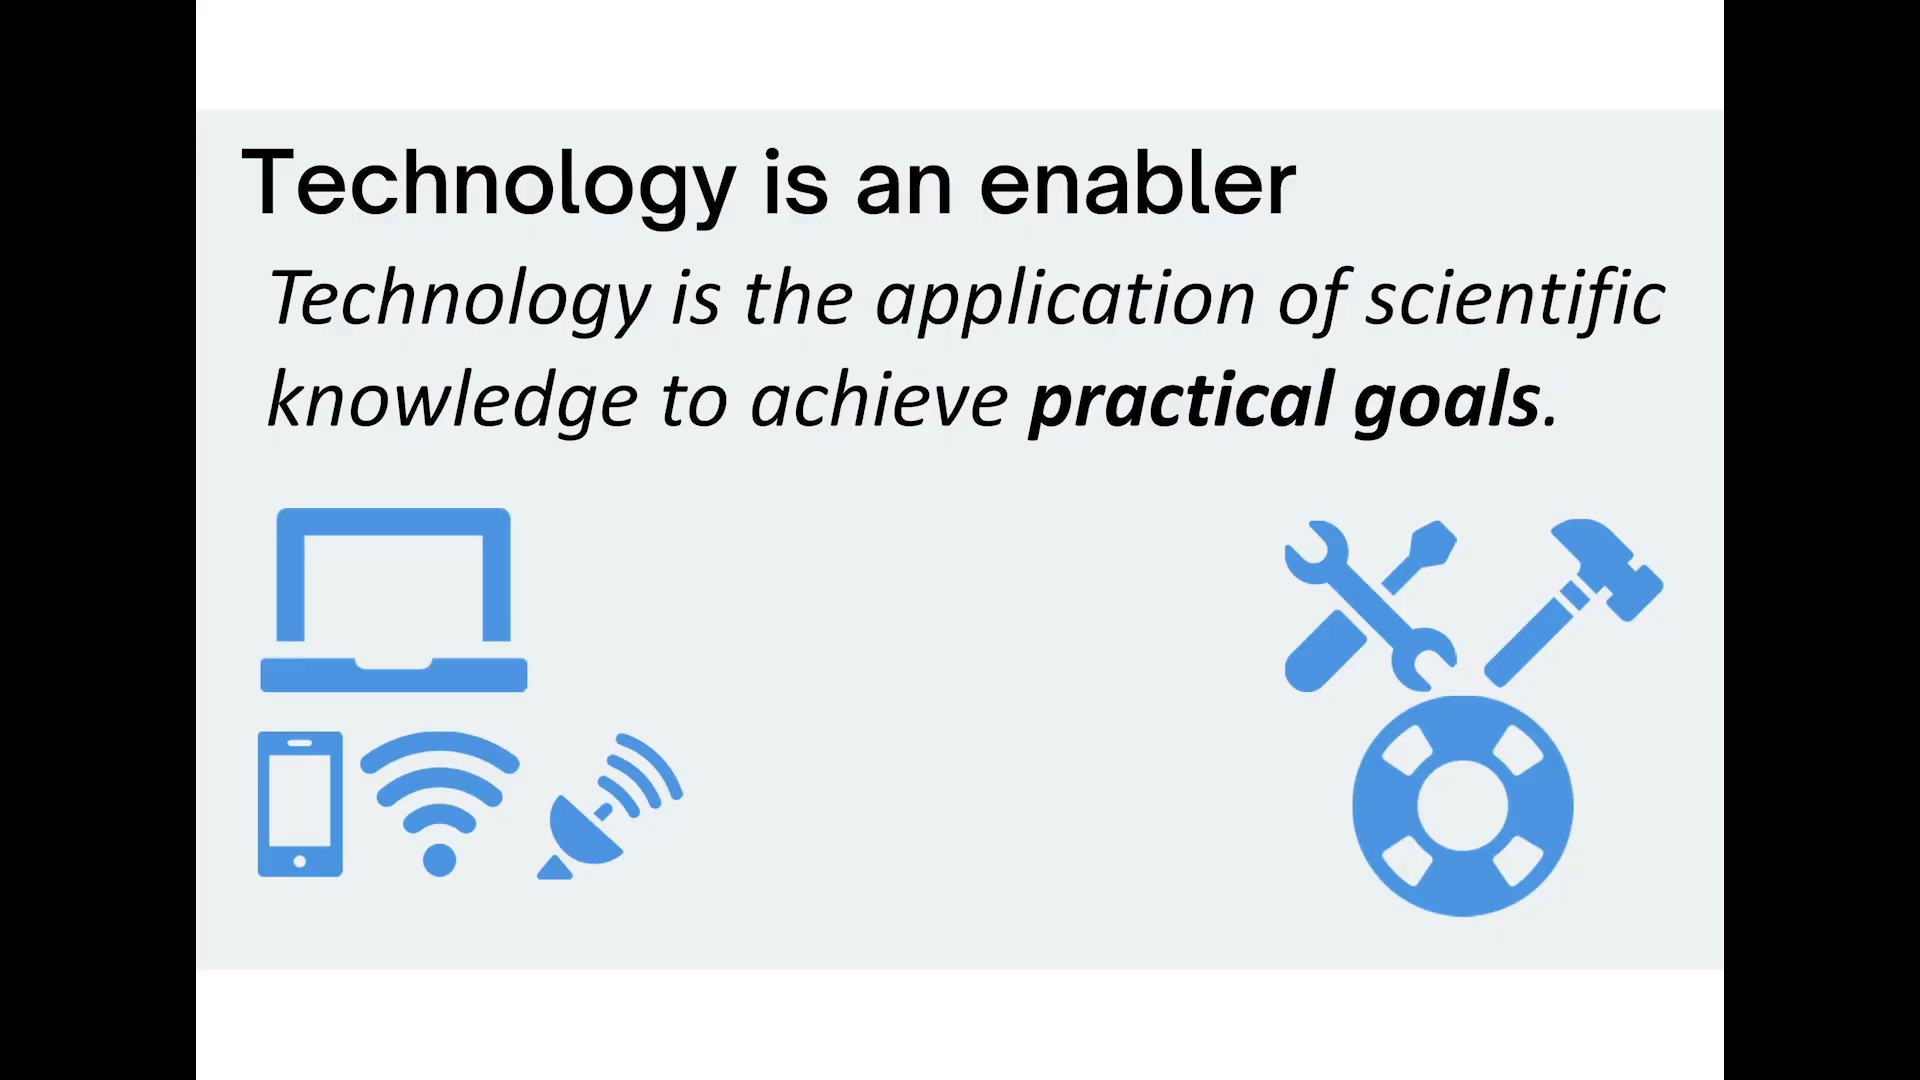 Technology is an enabler
Technology is the application of scientific
knowledge to achieve practical goals.